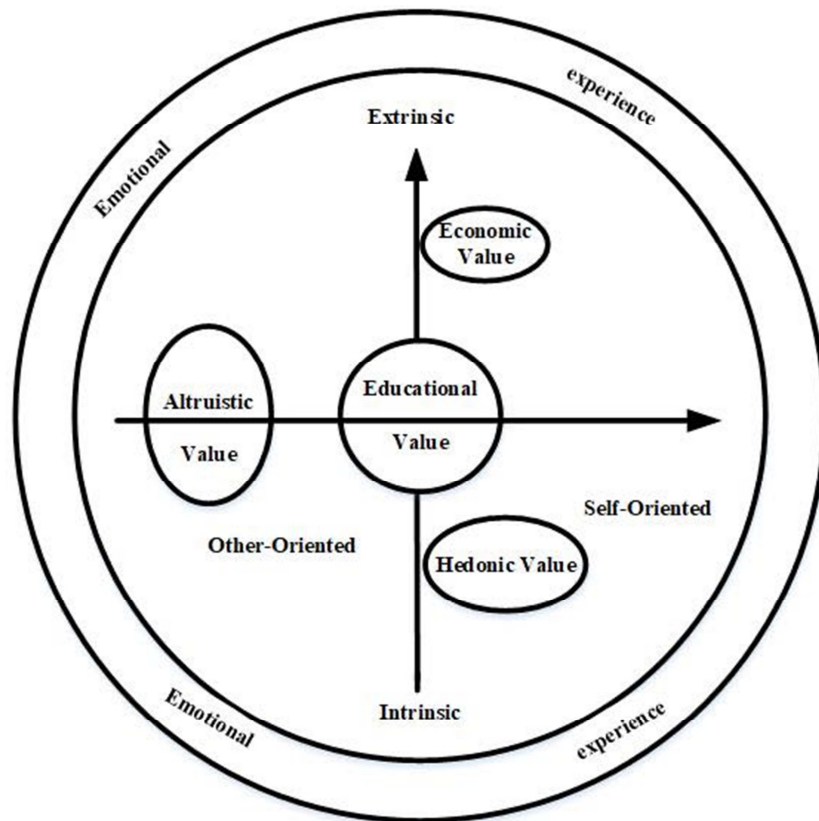 experience
Extrinsic
Emotional
Economic
Value
Educational
Altruistic
Value
Value
Self-Oriented
Other-Oriented
Hedonic Value
Intrinsic
Emotional
experience